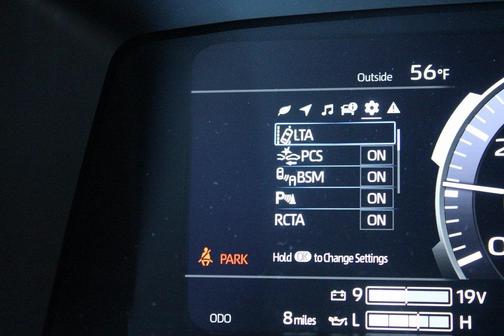 Outside 56°F
LTA
PCS ON
BSM ON
P ON
RCTA ON
PARK
Hold OK to Change Settings
9 19V
ODO 8 miles L H